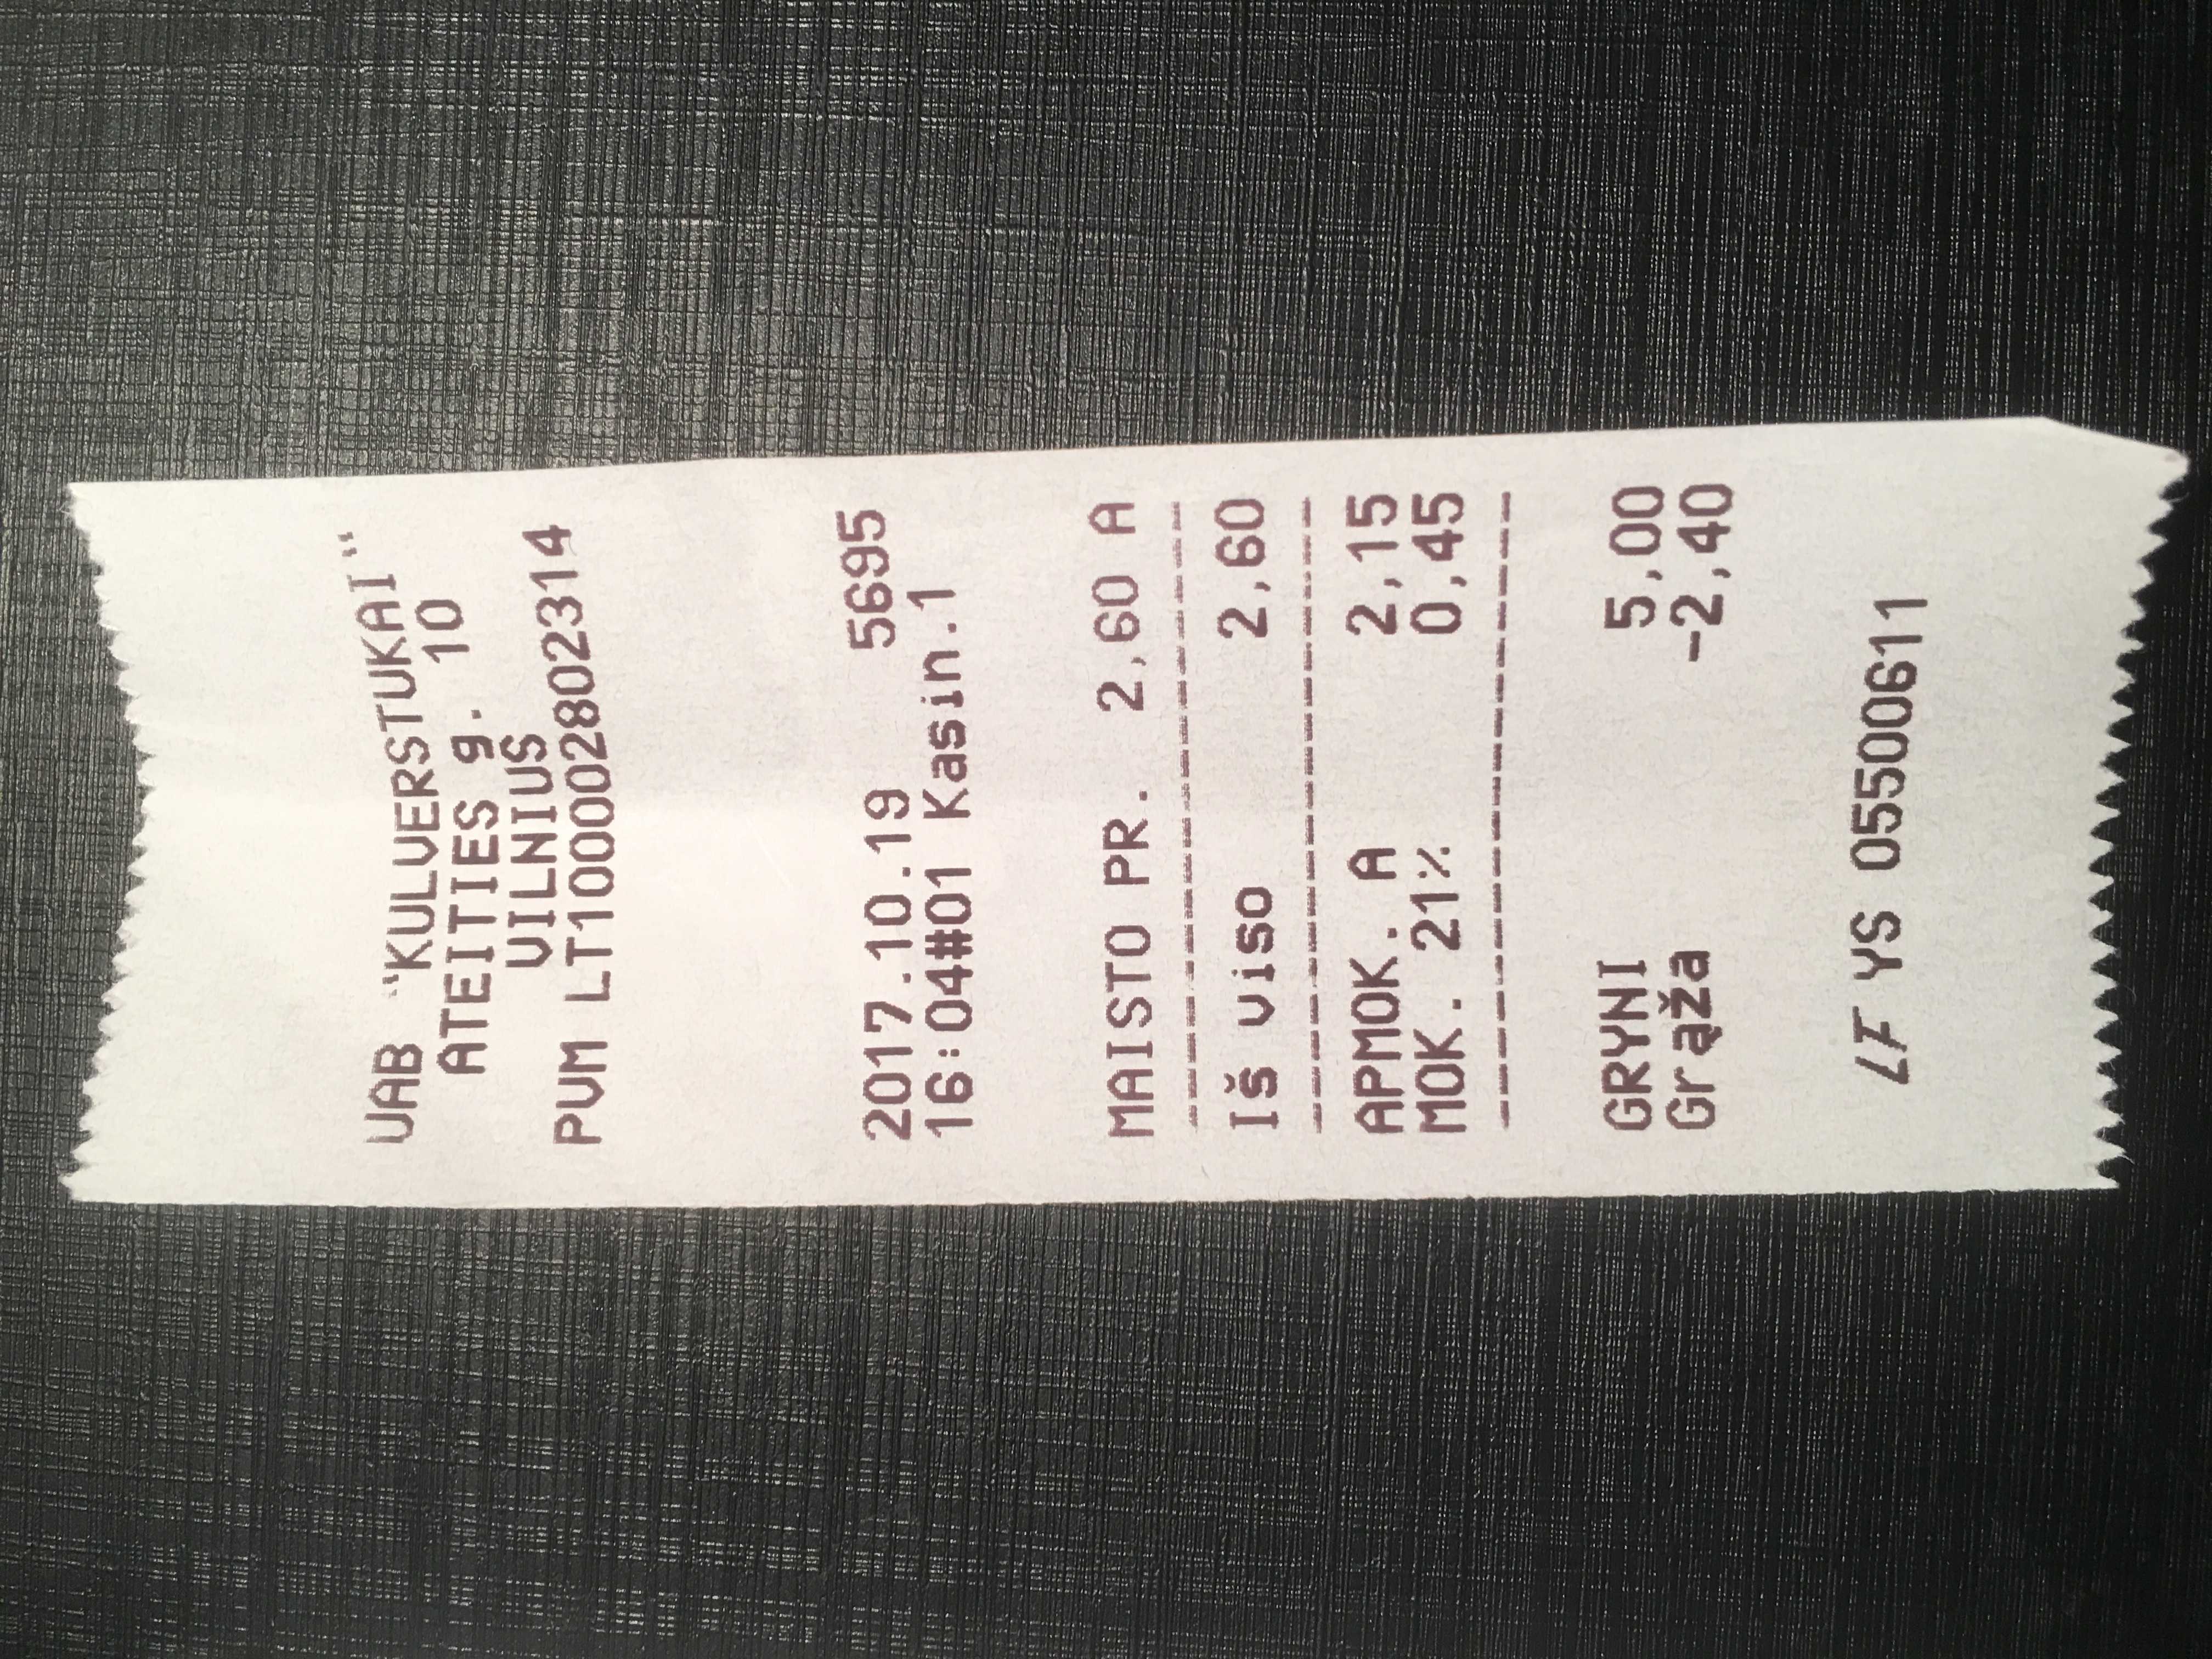 UAB "KULVERSTUKAI"
ATEITIES g. 10
VILNIUS
PVM LT100002802314
2017.10.19 5695
16:04#01 Kasin.1
MAISTO PR. 2,60 A
Iš viso 2,60
APMOK. A 2,15
MOK. 21% 0,45
GRYNI 5,00
Grąža -2,40
LF YS 05500611